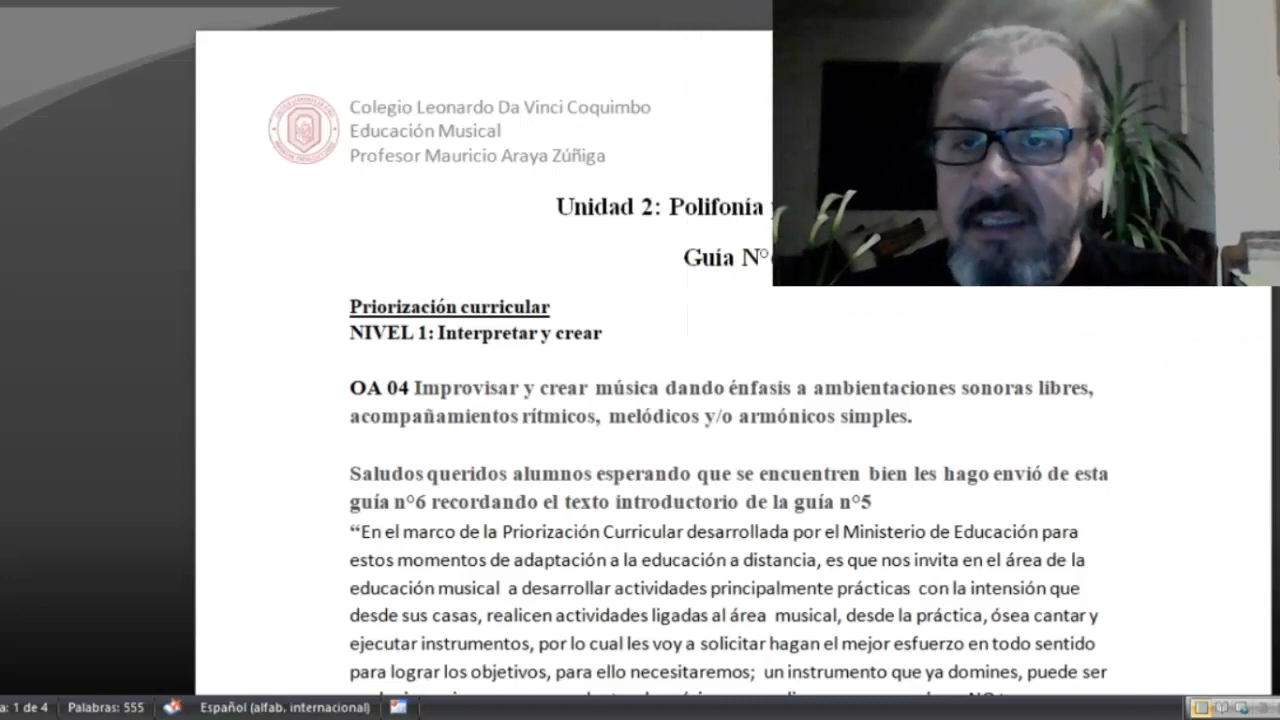 Colegio Leonardo Da Vinci Coquimbo
Educación Musical
Profesor Mauricio Araya Zúñiga
Unidad 2: Polifonía
Guía N°
Priorización curricular
NIVEL 1: Interpretar y crear
OA 04 Improvisar y crear música dando énfasis a ambientaciones sonoras libres,
acompañamientos rítmicos, melódicos y/o armónicos simples.
Saludos queridos alumnos esperando que se encuentren bien les hago envió de esta
guía n°6 recordando el texto introductorio de la guía n°5
“En el marco de la Priorización Curricular desarrollada por el Ministerio de Educación para
estos momentos de adaptación a la educación a distancia, es que nos invita en el área de la
educación musical a desarrollar actividades principalmente prácticas con la intensión que
desde sus casas, realicen actividades ligadas al área musical, desde la práctica, ósea cantar y
ejecutar instrumentos, por lo cual les voy a solicitar hagan el mejor esfuerzo en todo sentido
para lograr los objetivos, para ello necesitaremos; un instrumento que ya domines, puede ser
a: 1 de 4 Palabras: 555 Español (alfab. internacional)